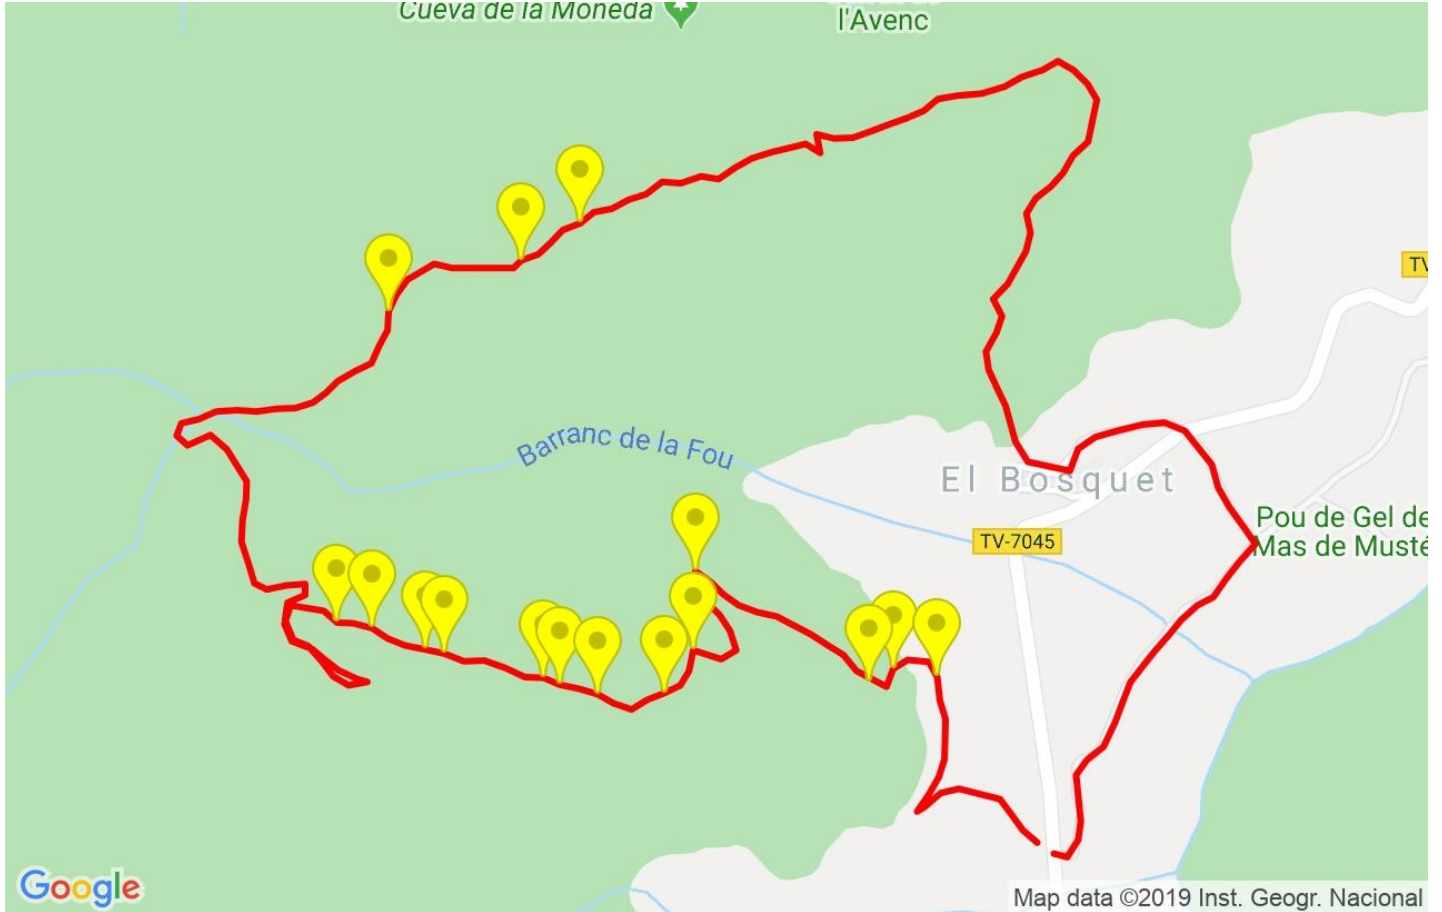 Cueva de la Moneda
l'Avenc
TV
Barranc de la Fou
El Bosquet
TV-7045
Pou de Gel de
Mas de Musté
Google
Map data ©2019 Inst. Geogr. Nacional